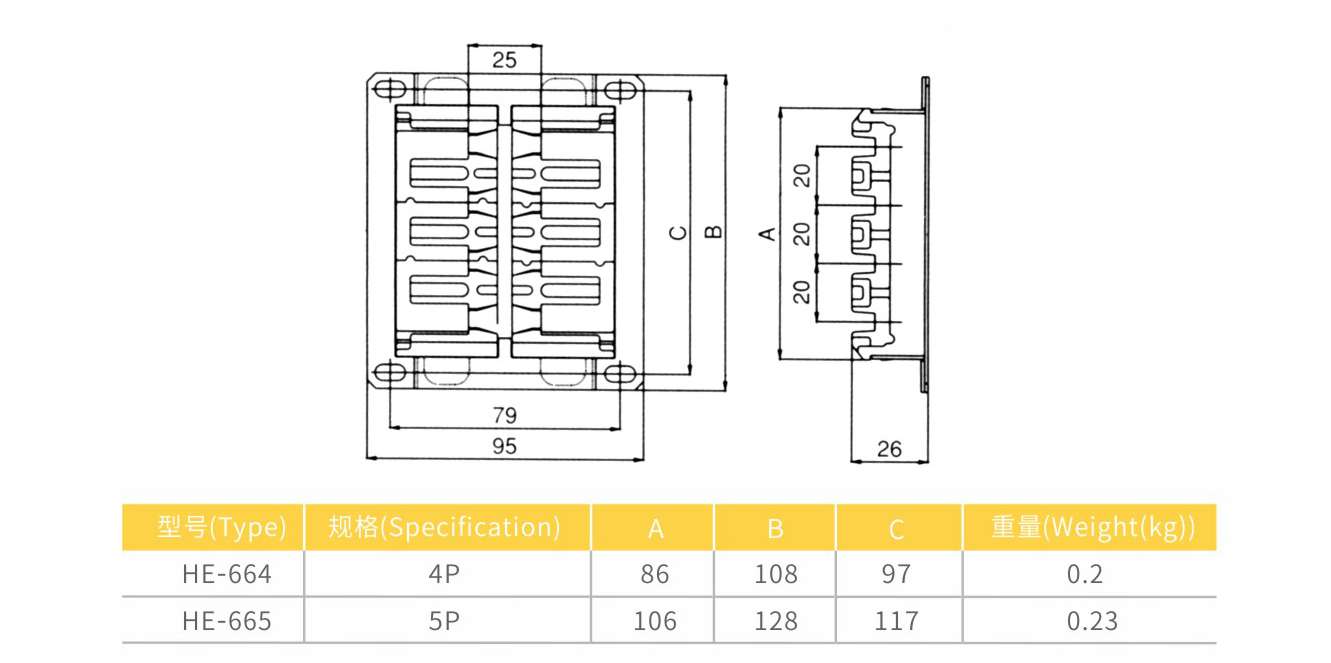 25
C
B
A
20
20
20
79
95
26
型号(Type) 规格(Specification) A B C 重量(Weight(kg))
HE-664 4P 86 108 97 0.2
HE-665 5P 106 128 117 0.23